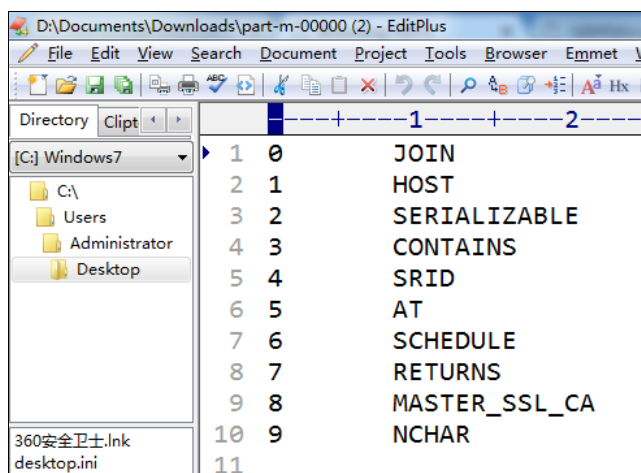 D:\Documents\Downloads\part-m-00000 (2) - EditPlus
File Edit View Search Document Project Tools Browser Emmet
Directory Clipt
----+----1----+----2----
[C:] Windows7
C:\
Users
Administrator
Desktop
360安全卫士.lnk
desktop.ini
1 0 JOIN
2 1 HOST
3 2 SERIALIZABLE
4 3 CONTAINS
5 4 SRID
6 5 AT
7 6 SCHEDULE
8 7 RETURNS
9 8 MASTER_SSL_CA
10 9 NCHAR
11